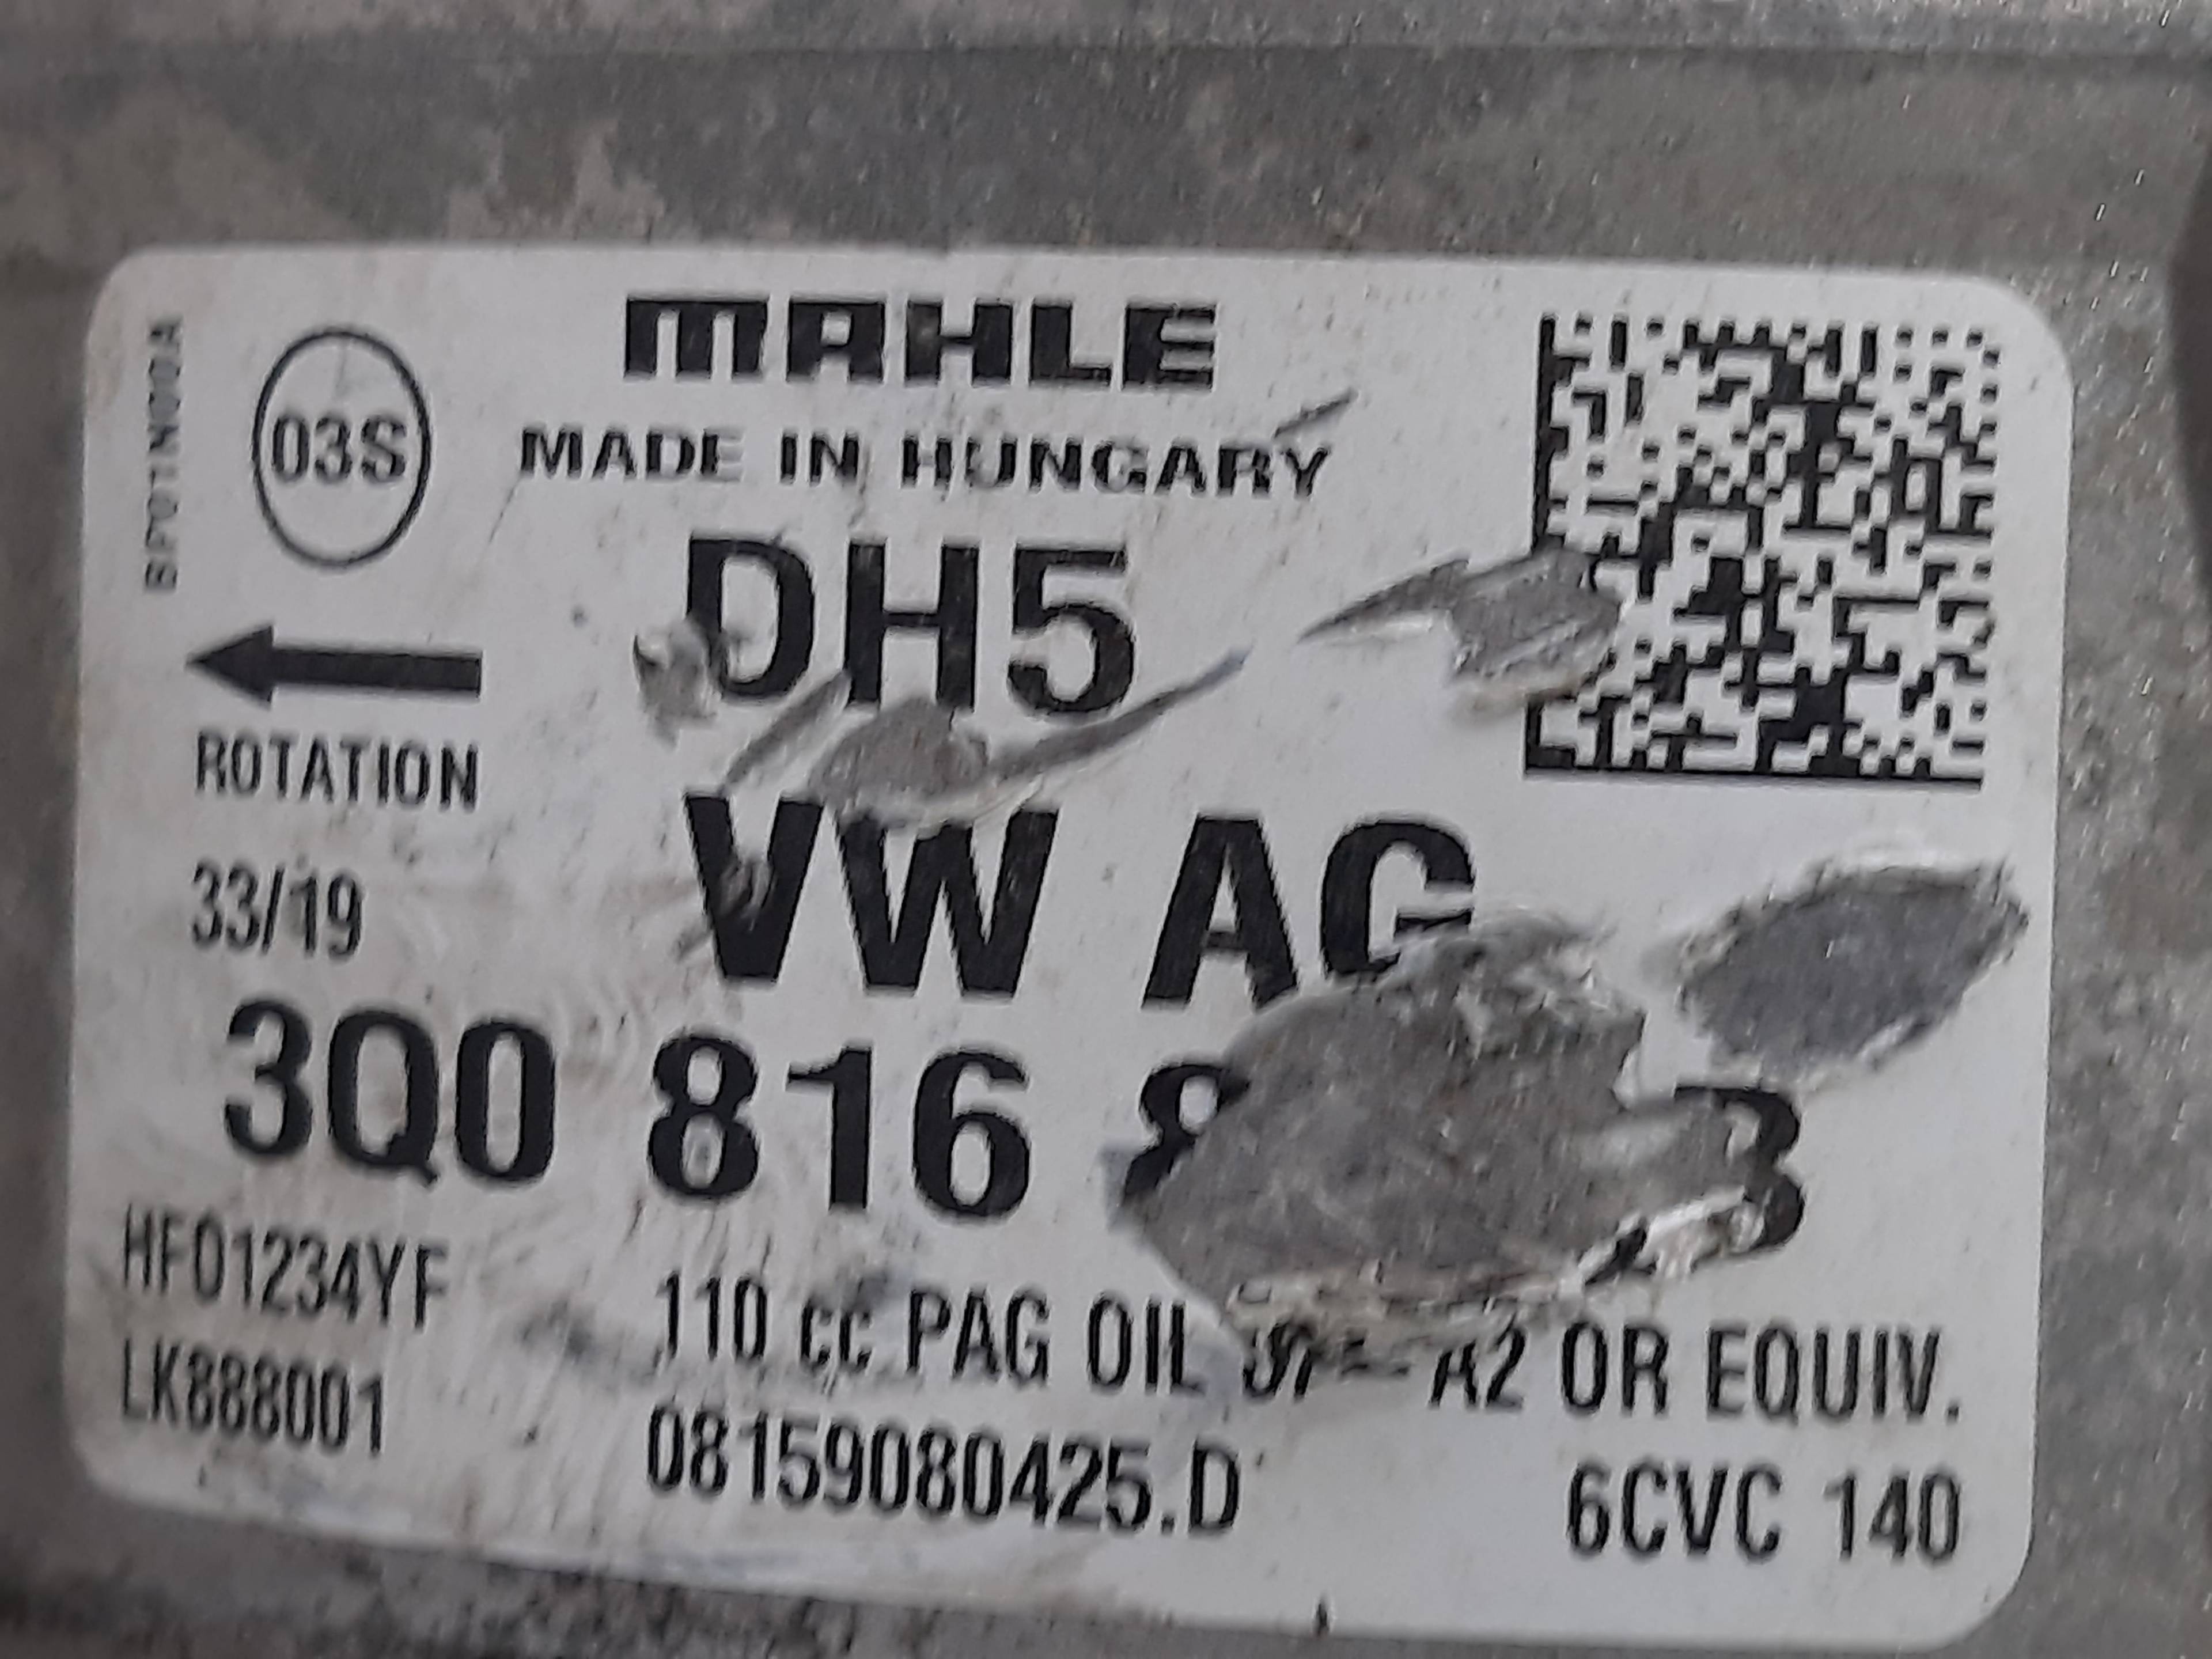 MAHLE
MADE IN HUNGARY
BP01N000A
03S
DH5
ROTATION
VW AG
33/19
3Q0 816
HFO1234YF
110 cc PAG OIL OR EQUIV.
LK888001
08159080425.D
6CVC 140